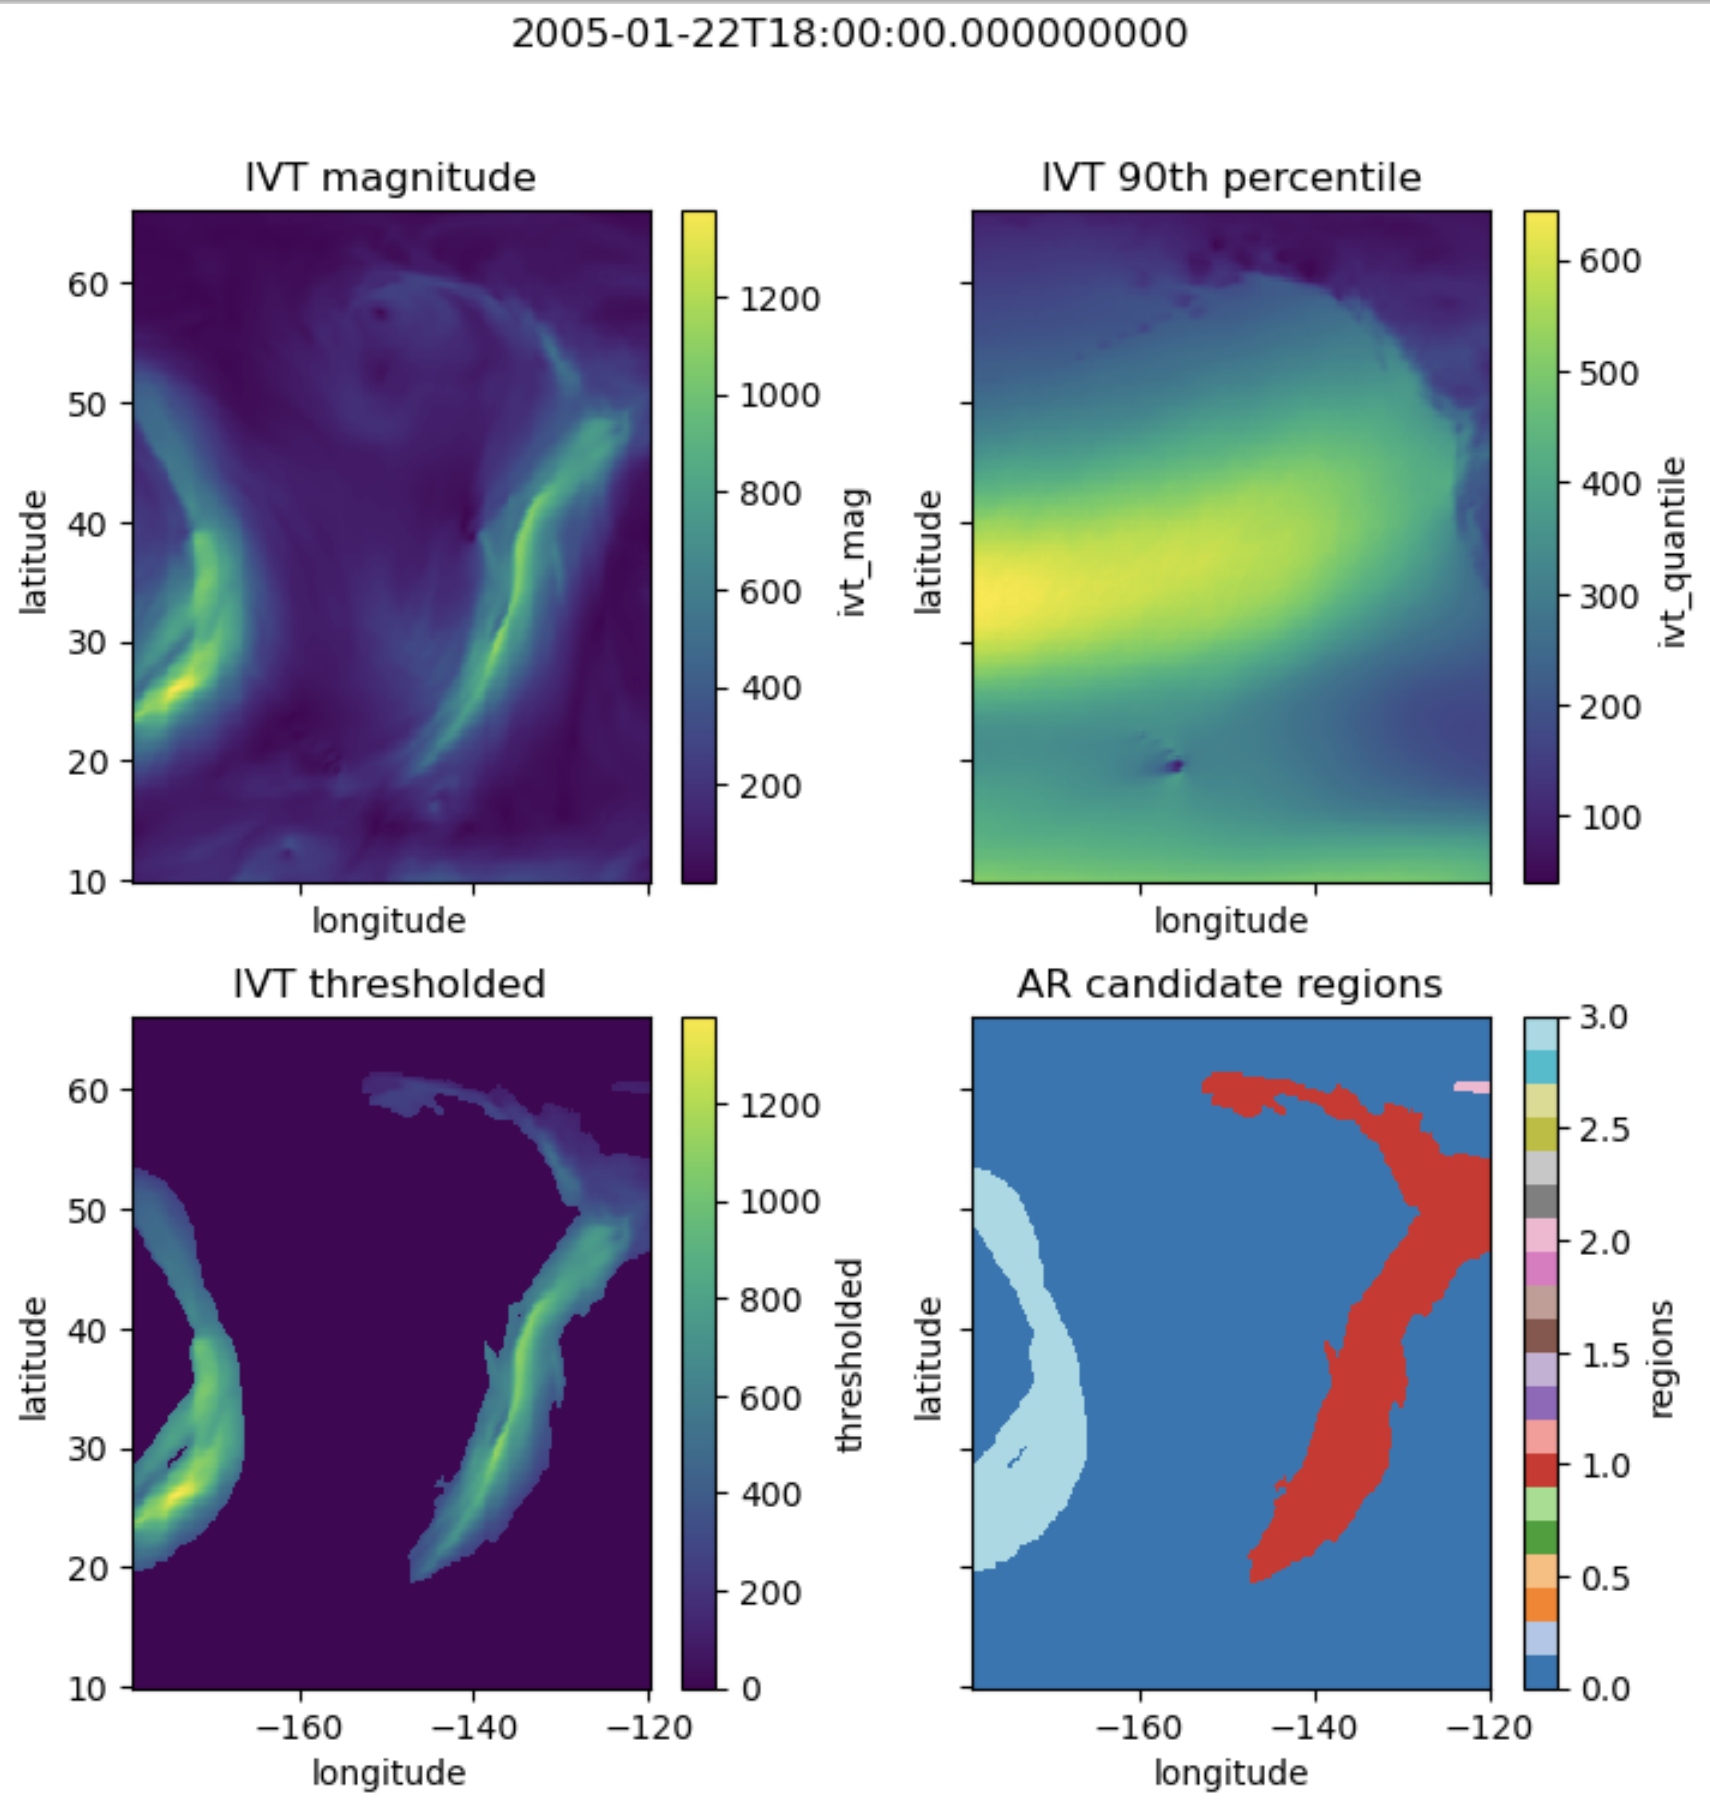 2005-01-22T18:00:00.000000000
IVT magnitude
60
50
40
30
20
10
latitude
longitude
1200
1000
800
600
400
200
ivt_mag
IVT 90th percentile
latitude
longitude
600
500
400
300
200
100
ivt_quantile
IVT thresholded
60
50
40
30
20
10
latitude
−160 −140 −120
longitude
1200
1000
800
600
400
200
0
thresholded
AR candidate regions
latitude
−160 −140 −120
longitude
3.0
2.5
2.0
1.5
1.0
0.5
0.0
regions